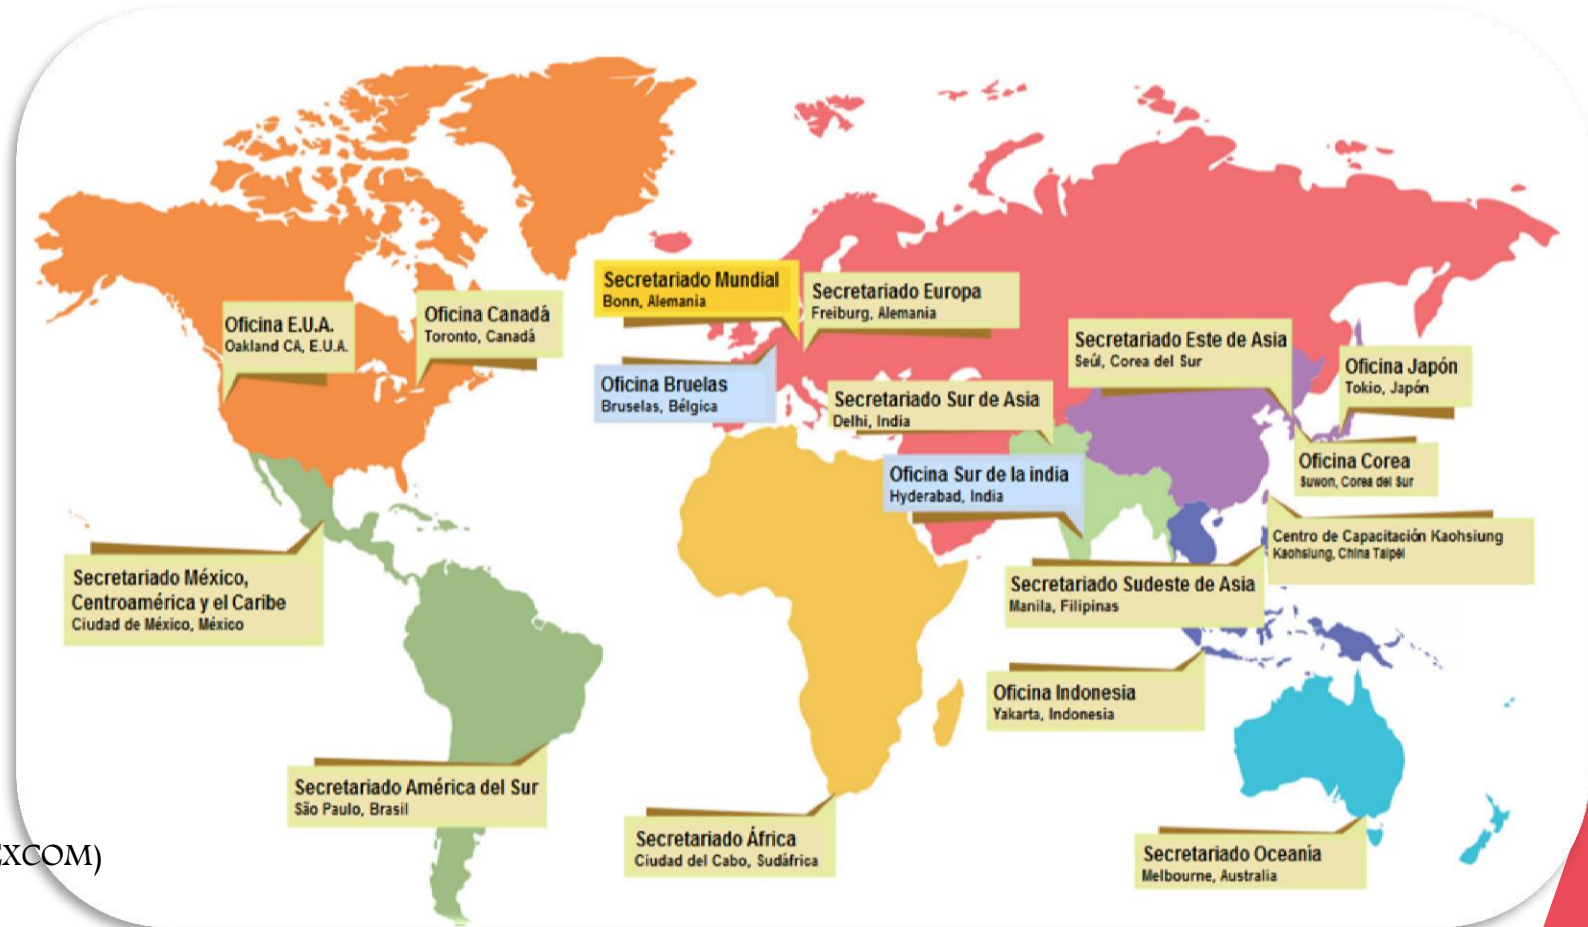 Secretariado Mundial
Bonn, Alemania
Secretariado Europa
Freiburg, Alemania
Oficina E.U.A.
Oakland CA, E.U.A.
Oficina Canadá
Toronto, Canadá
Oficina Bruelas
Bruselas, Bélgica
Secretariado Este de Asia
Seúl, Corea del Sur
Oficina Japón
Tokio, Japón
Secretariado Sur de Asia
Delhi, India
Oficina Sur de la india
Hyderabad, India
Oficina Corea
Suwon, Corea del Sur
Centro de Capacitación Kaohsiung
Kaohsiung, China Taipéi
Secretariado México,
Centroamérica y el Caribe
Ciudad de México, México
Secretariado Sudeste de Asia
Manila, Filipinas
Oficina Indonesia
Yakarta, Indonesia
Secretariado América del Sur
São Paulo, Brasil
Secretariado África
Ciudad del Cabo, Sudáfrica
Secretariado Oceanía
Melbourne, Australia
EXCOM)